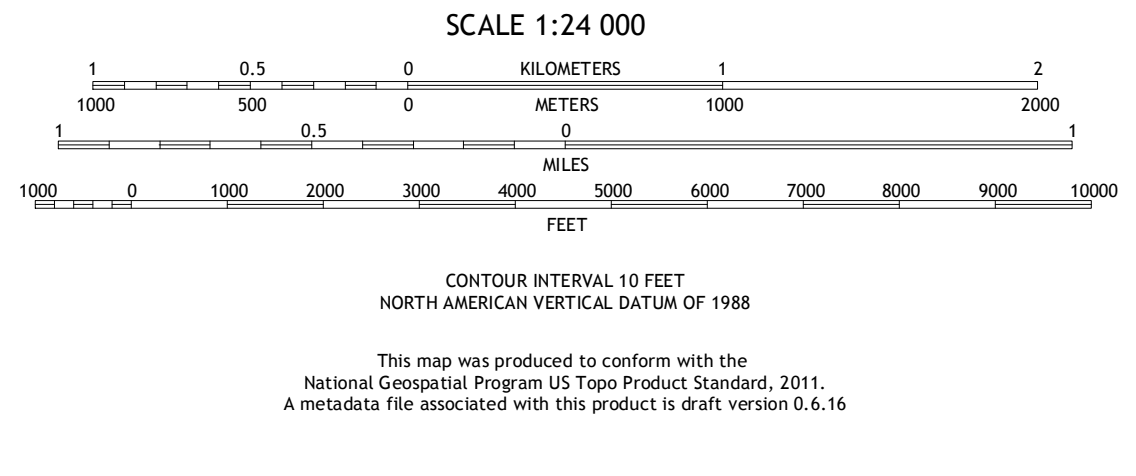 SCALE 1:24 000
1 0.5 0 KILOMETERS 1 2
1000 500 0 METERS 1000 2000
1 0.5 0 1
MILES
1000 0 1000 2000 3000 4000 5000 6000 7000 8000 9000 10000
FEET
CONTOUR INTERVAL 10 FEET
NORTH AMERICAN VERTICAL DATUM OF 1988
This map was produced to conform with the
National Geospatial Program US Topo Product Standard, 2011.
A metadata file associated with this product is draft version 0.6.16